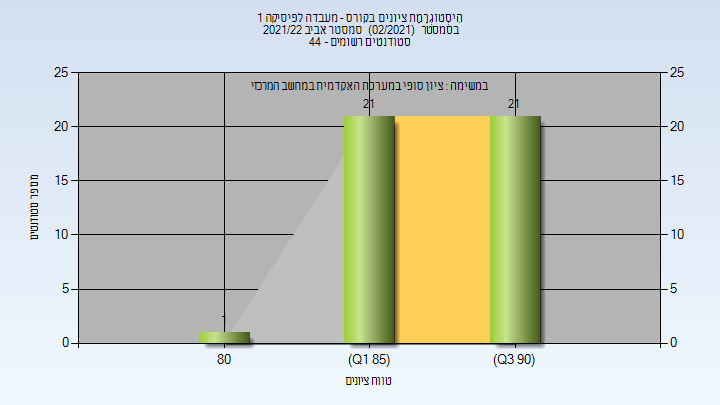 היסטוגרמת ציונים בקורס - מעבדה לפיסיקה 1
בסמסטר (02/2021) סמסטר אביב 2021/22
סטודנטים רשומים - 44
במשימה : ציון סופי במערכת האקדמית במחשב המרכזי
25
20
15
10
5
0
25
20
15
10
5
0
מספר סטודנטים
1
21
21
80
(Q1 85)
(Q3 90)
טווח ציונים